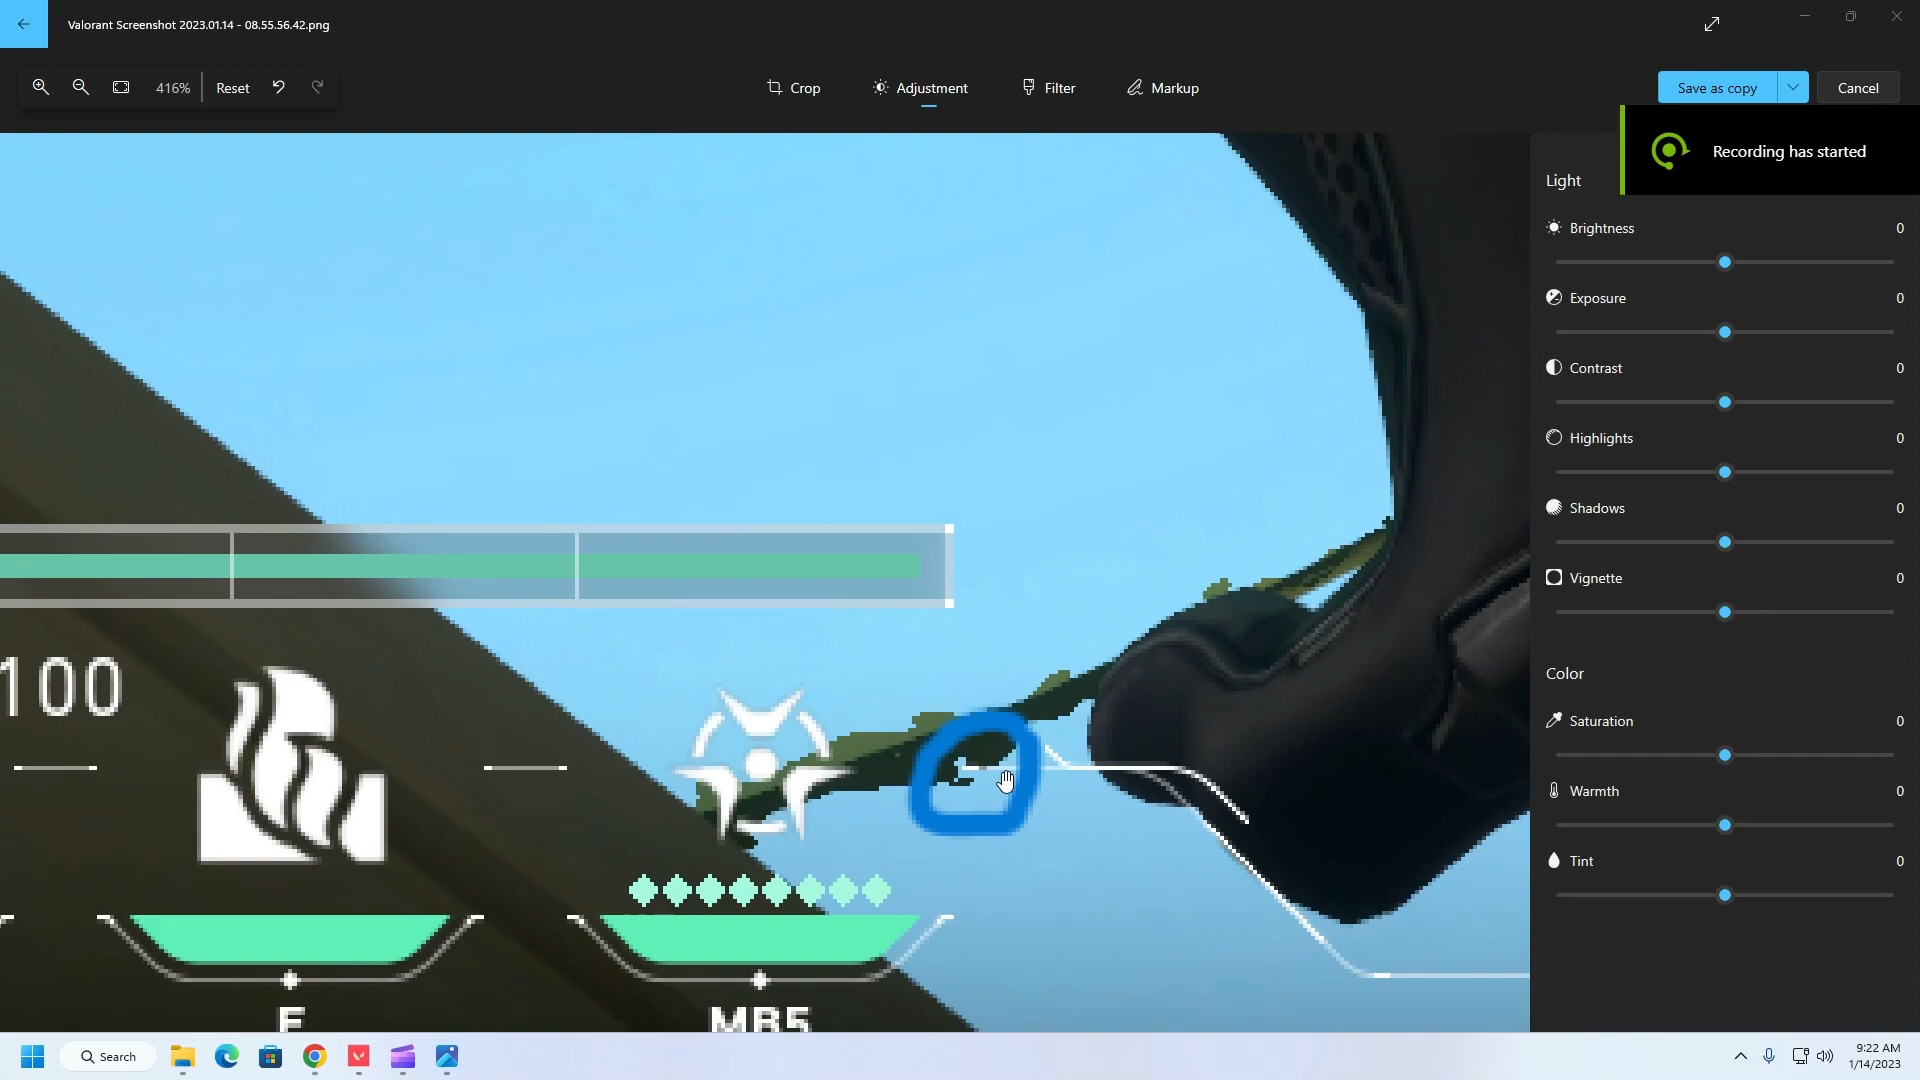 Valorant Screenshot 2023.01.14 - 08.55.56.42.png
416%
Reset
Crop
Adjustment
Filter
Markup
Save as copy
Cancel
Recording has started
Light
Brightness 0
Exposure 0
Contrast 0
Highlights 0
Shadows 0
Vignette 0
Color
Saturation 0
Warmth 0
Tint 0
100
E
MB5
Search
9:22 AM
1/14/2023